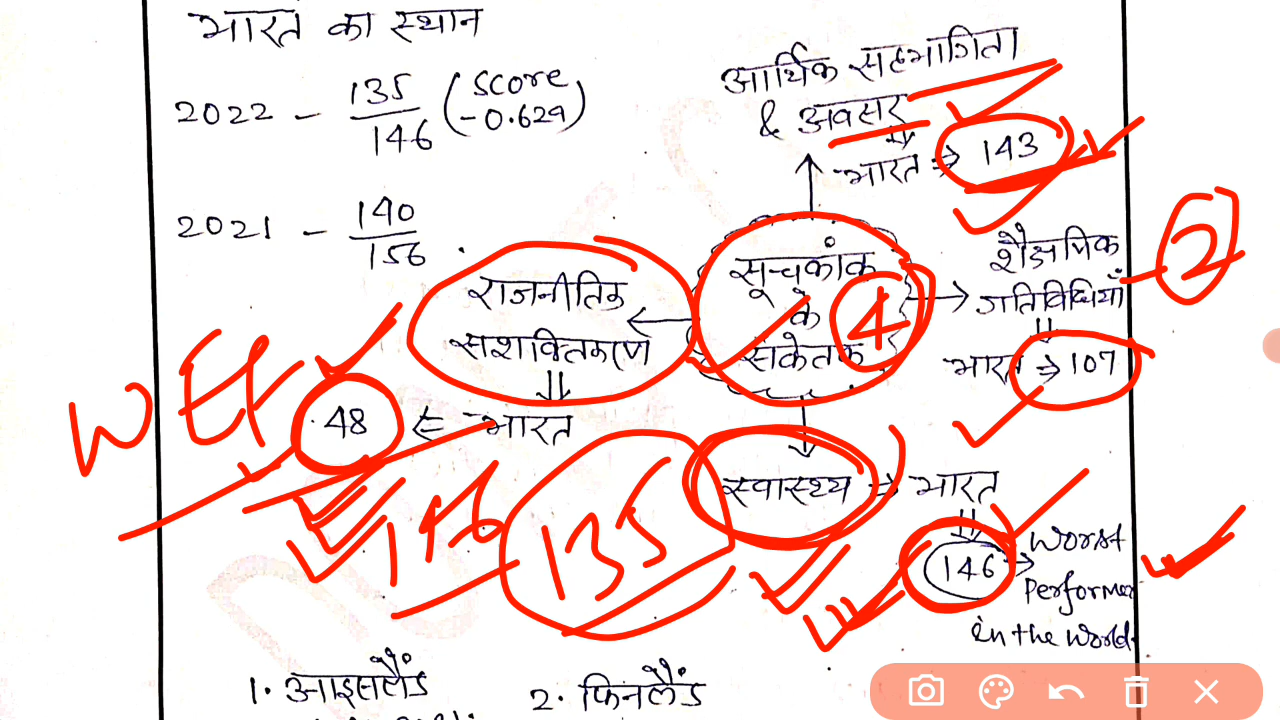 भारत का स्थान
2022 - 135/146 (Score -0.629)
2021 - 140/156
आर्थिक सहभागिता
& अवसर
भारत ⇒ 143
सूचकांक
के
संकेतक
4
शैक्षणिक
गतिविधियाँ - 2
भारत ⇒ 107
राजनीतिक
सशक्तिकरण
48 ⇐ भारत
WEF
स्वास्थ्य ⇒ भारत
146 → Worst
Performer
in the World.
146
135
1. आइसलैंड
2. फिनलैंड